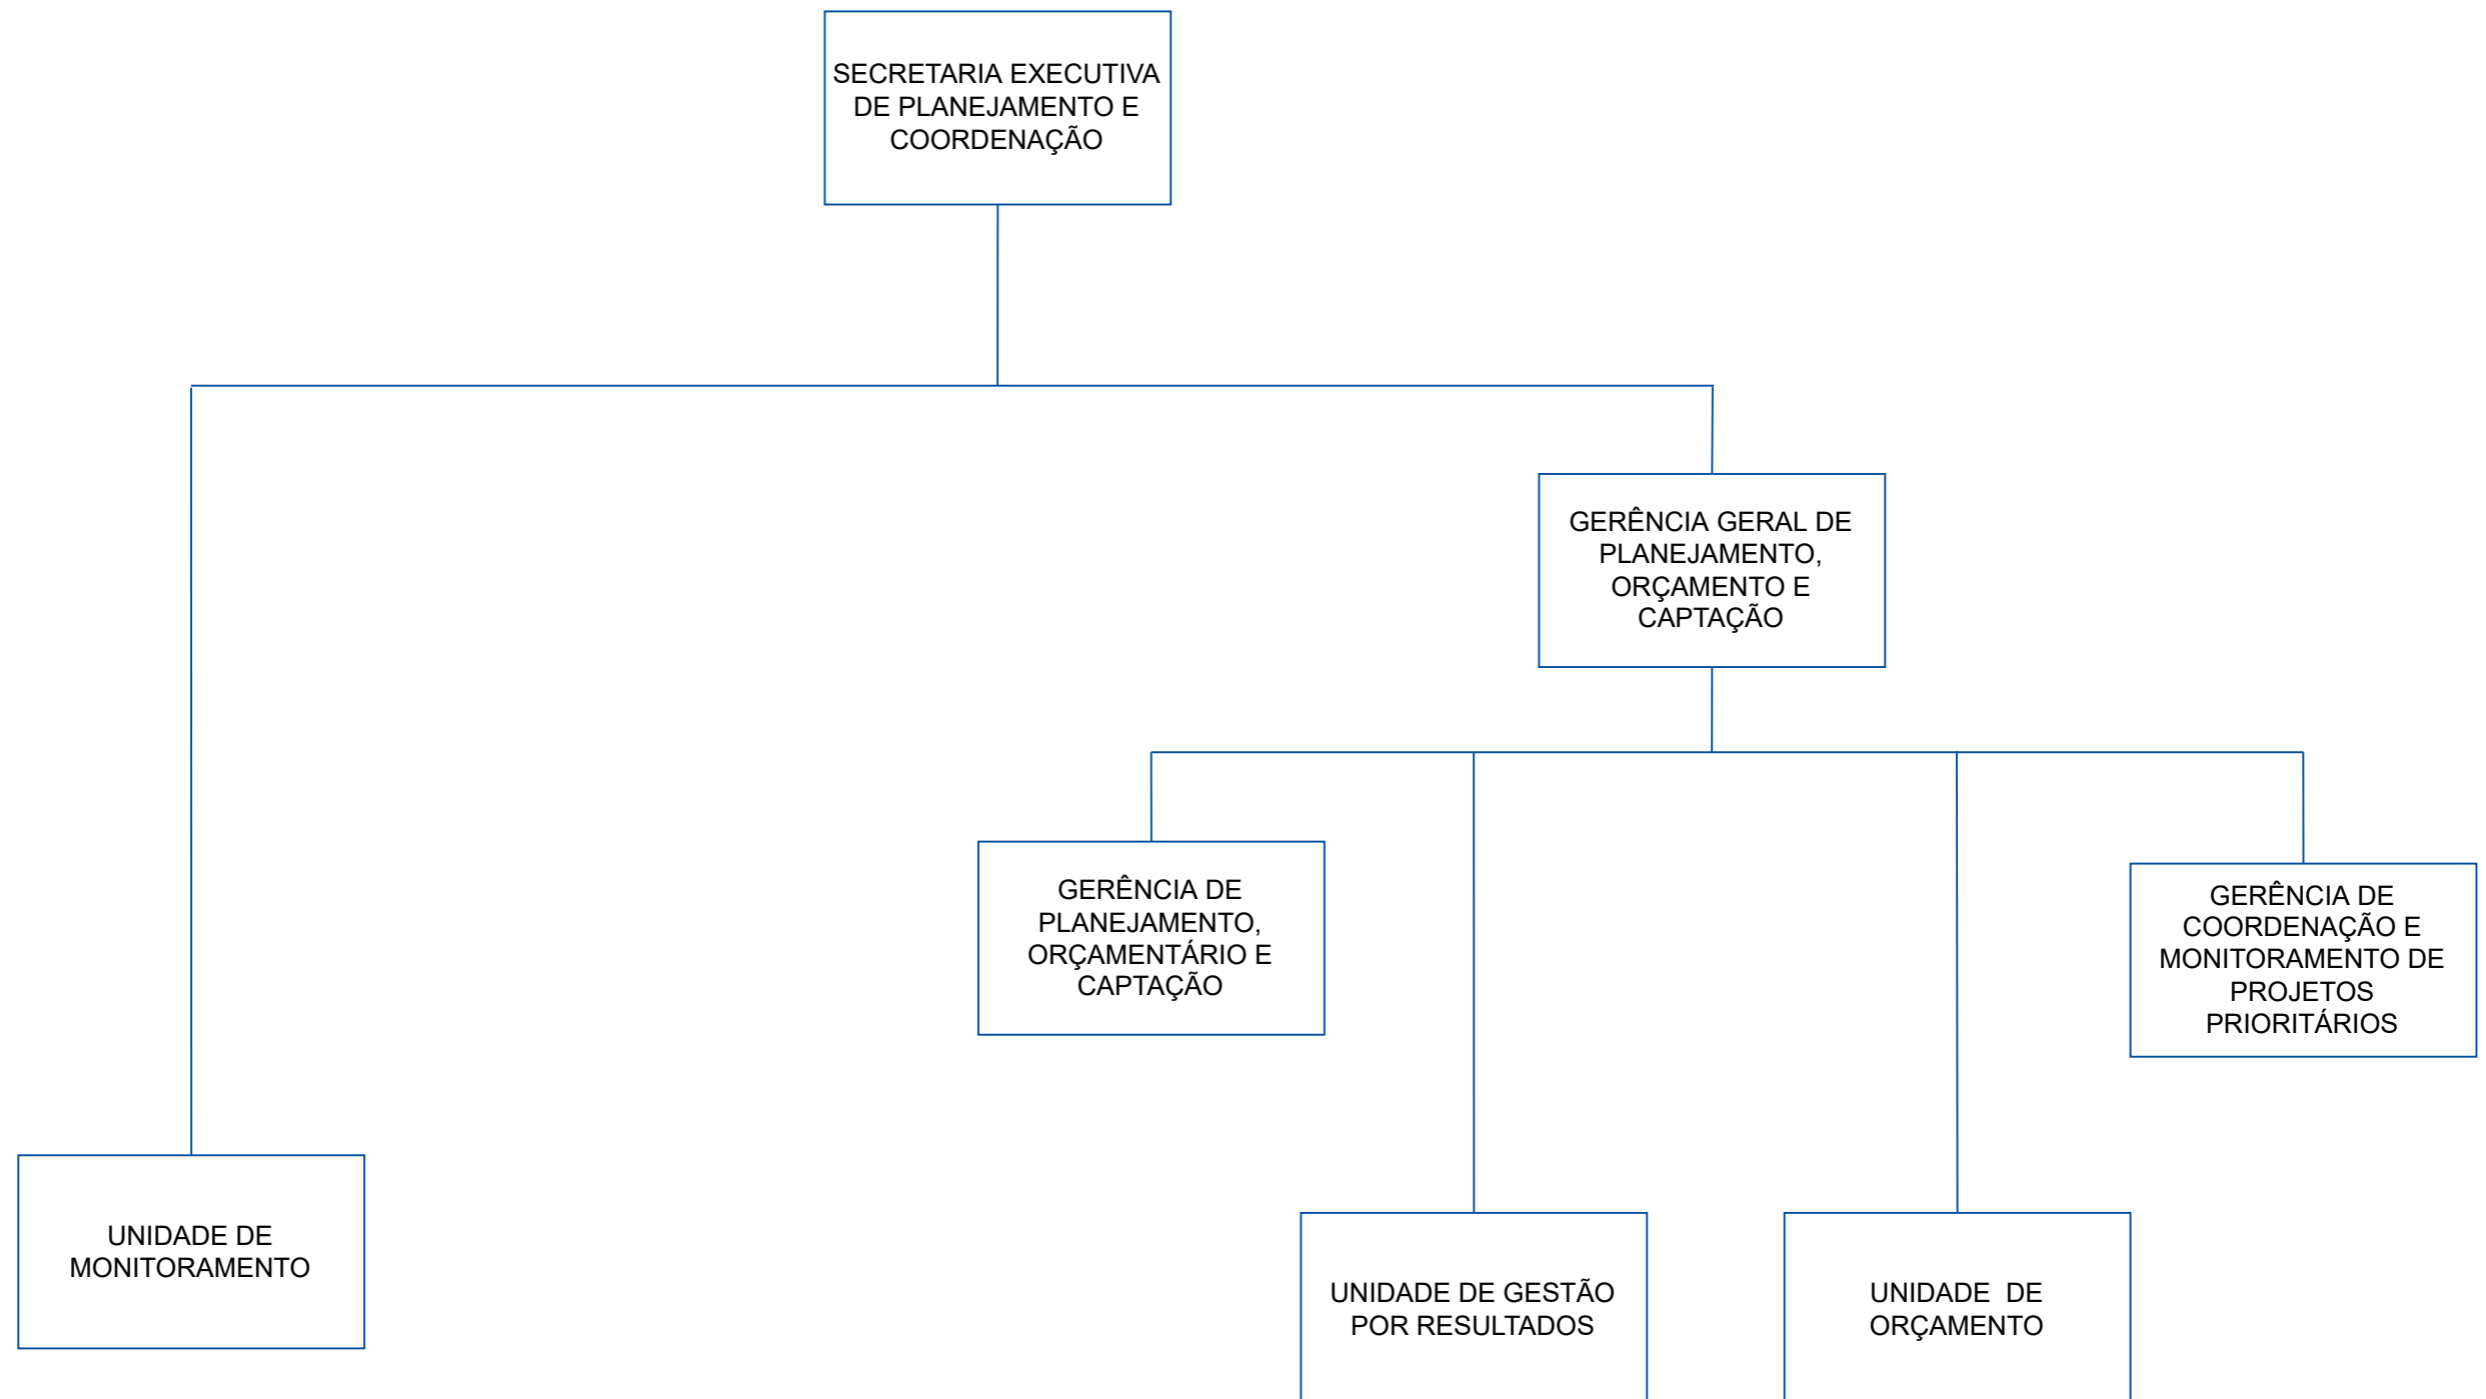 SECRETARIA EXECUTIVA
DE PLANEJAMENTO E
COORDENAÇÃO
GERÊNCIA GERAL DE
PLANEJAMENTO,
ORÇAMENTO E
CAPTAÇÃO
GERÊNCIA DE
PLANEJAMENTO,
ORÇAMENTÁRIO E
CAPTAÇÃO
GERÊNCIA DE
COORDENAÇÃO E
MONITORAMENTO DE
PROJETOS
PRIORITÁRIOS
UNIDADE DE
MONITORAMENTO
UNIDADE DE GESTÃO
POR RESULTADOS
UNIDADE  DE
ORÇAMENTO